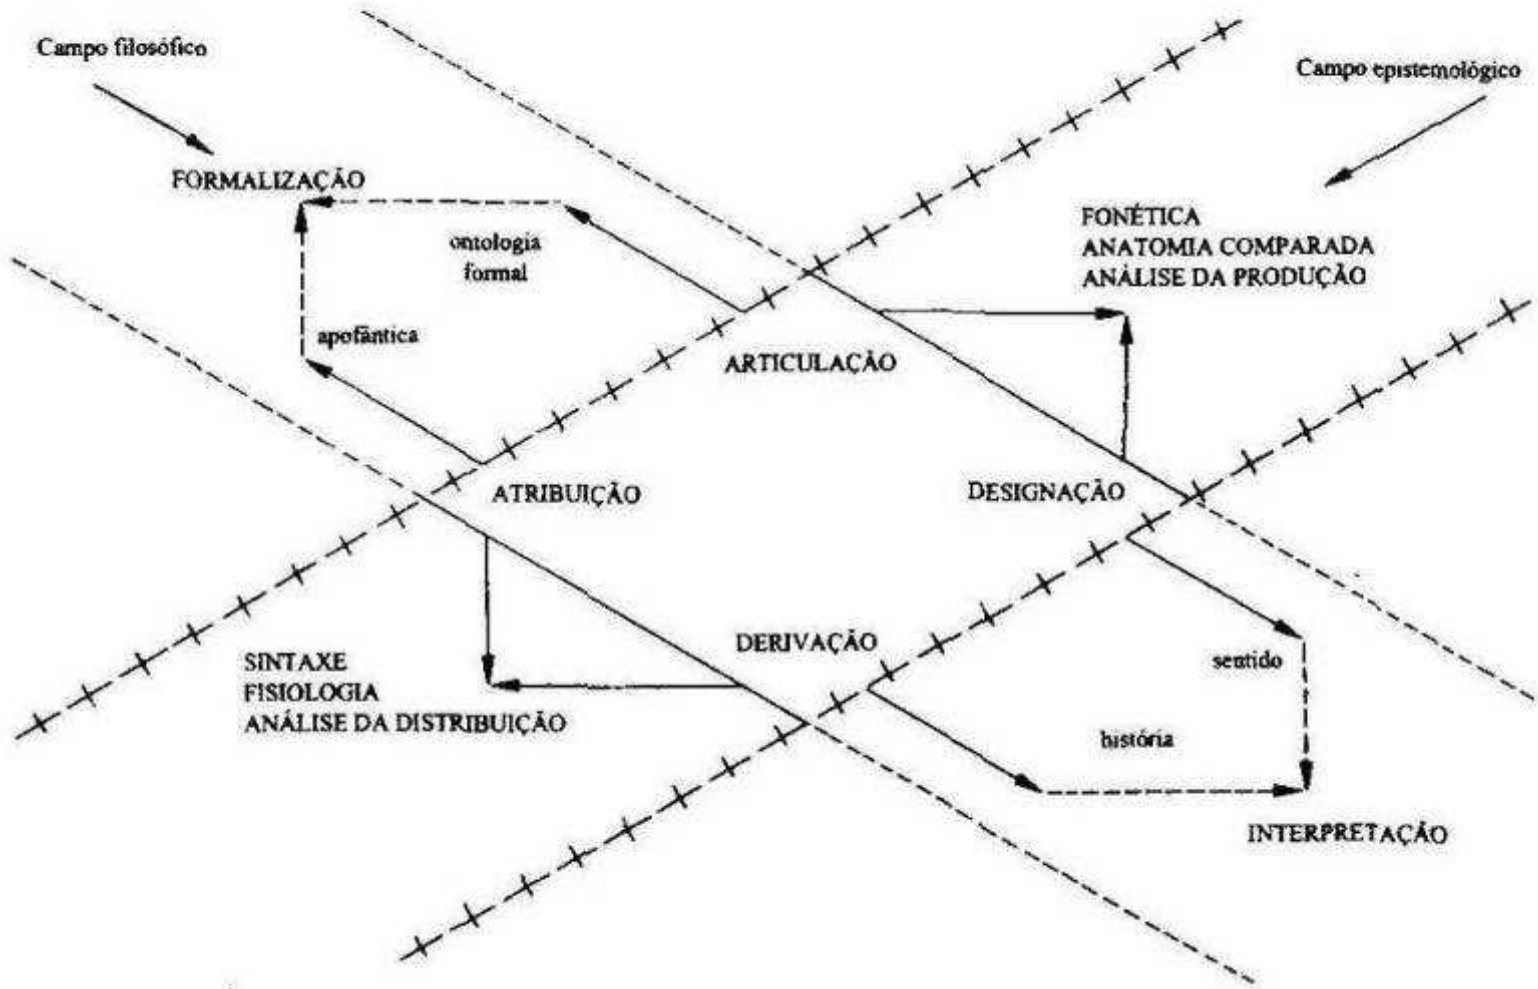 Campo filosófico
Campo epistemológico
FORMALIZAÇÃO
FONÉTICA
ANATOMIA COMPARADA
ANÁLISE DA PRODUÇÃO
ontologia
formal
apofântica
ARTICULAÇÃO
ATRIBUIÇÃO
DESIGNAÇÃO
DERIVAÇÃO
SINTAXE
FISIOLOGIA
ANÁLISE DA DISTRIBUIÇÃO
sentido
história
INTERPRETAÇÃO